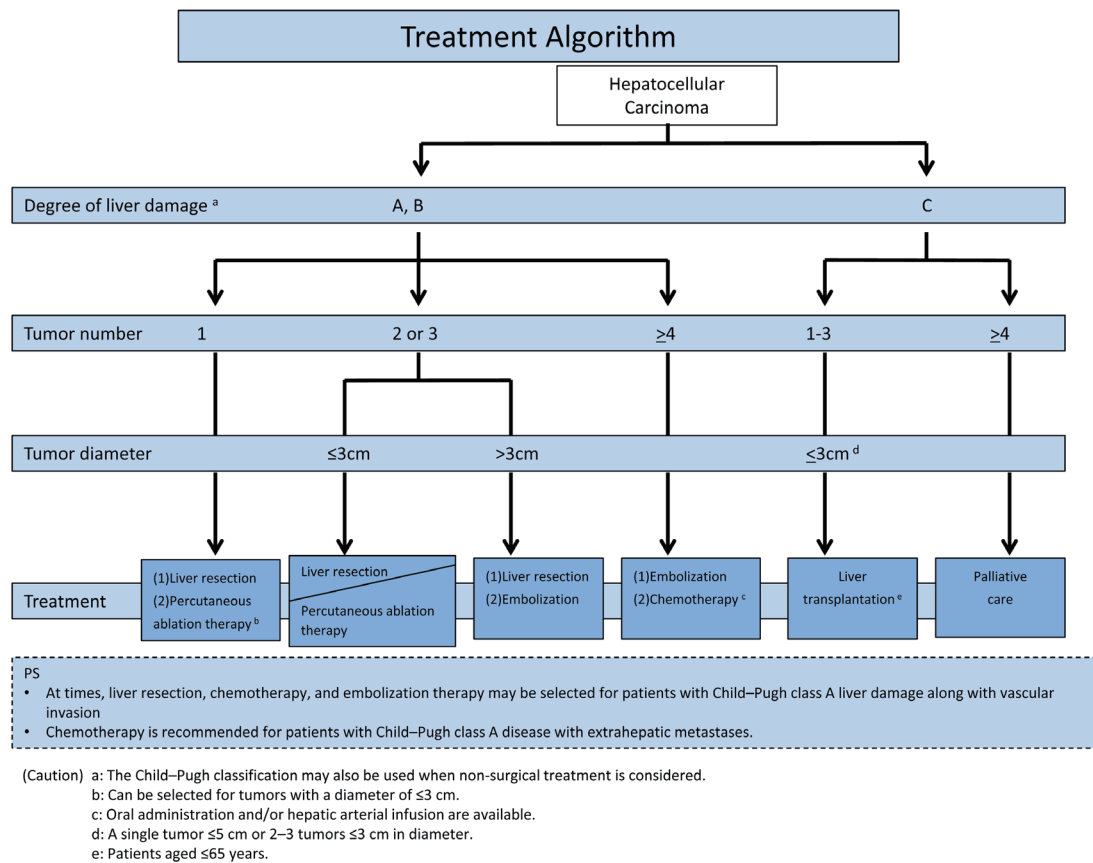 Treatment Algorithm
Hepatocellular
Carcinoma
Degree of liver damage a A, B C
Tumor number 1 2 or 3 ≥4 1-3 ≥4
Tumor diameter ≤3cm >3cm ≤3cm d
Treatment
(1)Liver resection
(2)Percutaneous
ablation therapy b
Liver resection
Percutaneous ablation
therapy
(1)Liver resection
(2)Embolization
(1)Embolization
(2)Chemotherapy c
Liver
transplantation e
Palliative
care
PS
• At times, liver resection, chemotherapy, and embolization therapy may be selected for patients with Child–Pugh class A liver damage along with vascular
invasion
• Chemotherapy is recommended for patients with Child–Pugh class A disease with extrahepatic metastases.
(Caution) a: The Child–Pugh classification may also be used when non-surgical treatment is considered.
b: Can be selected for tumors with a diameter of ≤3 cm.
c: Oral administration and/or hepatic arterial infusion are available.
d: A single tumor ≤5 cm or 2–3 tumors ≤3 cm in diameter.
e: Patients aged ≤65 years.